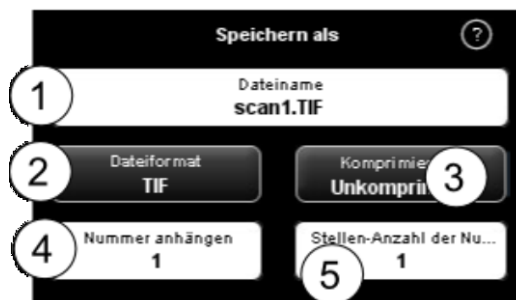 Speichern als ?
1 Dateiname
scan1.TIF
2 Dateiformat
TIF
3
4 Nummer anhängen
1
5 Stellen-Anzahl der Nu...
1